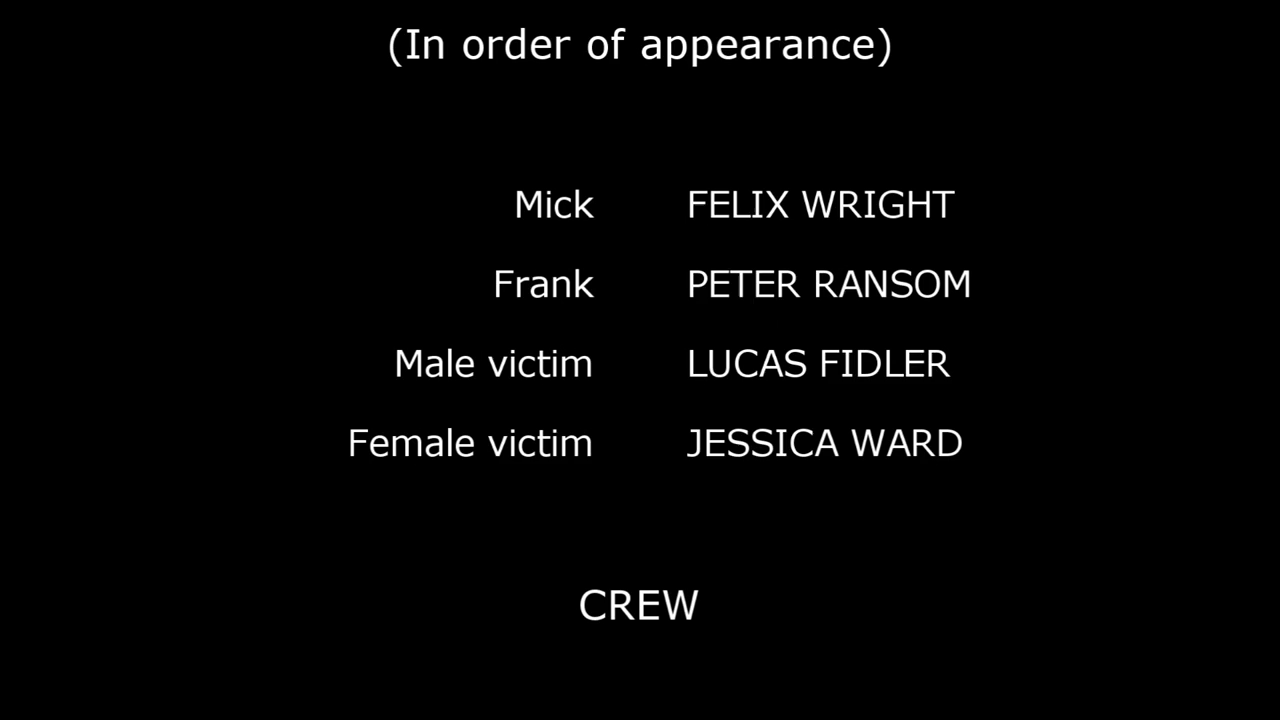 (In order of appearance)
Mick FELIX WRIGHT
Frank PETER RANSOM
Male victim LUCAS FIDLER
Female victim JESSICA WARD
CREW